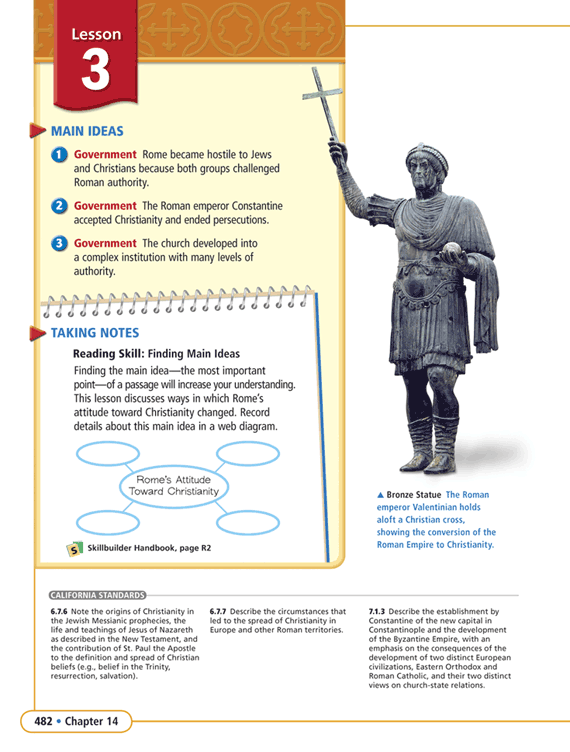 Lesson
3
MAIN IDEAS
1 Government Rome became hostile to Jews
and Christians because both groups challenged
Roman authority.
2 Government The Roman emperor Constantine
accepted Christianity and ended persecutions.
3 Government The church developed into
a complex institution with many levels of
authority.
TAKING NOTES
Reading Skill: Finding Main Ideas
Finding the main idea—the most important
point—of a passage will increase your understanding.
This lesson discusses ways in which Rome's
attitude toward Christianity changed. Record
details about this main idea in a web diagram.
Rome's Attitude
Toward Christianity
S Skillbuilder Handbook, page R2
▲ Bronze Statue The Roman
emperor Valentinian holds
aloft a Christian cross,
showing the conversion of the
Roman Empire to Christianity.
CALIFORNIA STANDARDS
6.7.6 Note the origins of Christianity in
the Jewish Messianic prophecies, the
life and teachings of Jesus of Nazareth
as described in the New Testament, and
the contribution of St. Paul the Apostle
to the definition and spread of Christian
beliefs (e.g., belief in the Trinity,
resurrection, salvation).
6.7.7 Describe the circumstances that
led to the spread of Christianity in
Europe and other Roman territories.
7.1.3 Describe the establishment by
Constantine of the new capital in
Constantinople and the development
of the Byzantine Empire, with an
emphasis on the consequences of the
development of two distinct European
civilizations, Eastern Orthodox and
Roman Catholic, and their two distinct
views on church-state relations.
482 • Chapter 14